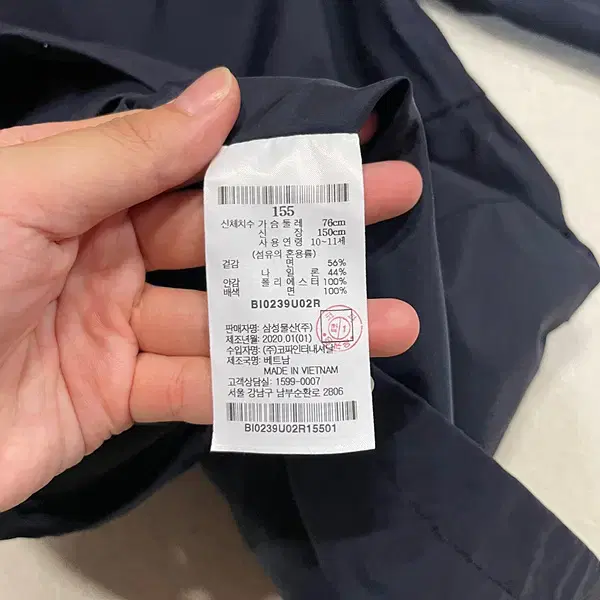 155
신체치수 가슴둘레 76cm
신 장 150cm
사용연령 10~11세
(섬유의 혼용률)
겉감 면 56%
나 일 론 44%
안감 폴리에스터 100%
배색 면 100%
BI0239U02R
판매자명: 삼성물산(주)
제조년월: 2020.01(01)
수입자명: (주)코파인터내셔날
제조국명: 베트남
MADE IN VIETNAM
고객상담실: 1599-0007
서울 강남구 남부순환로 2806
BI0239U02R15501